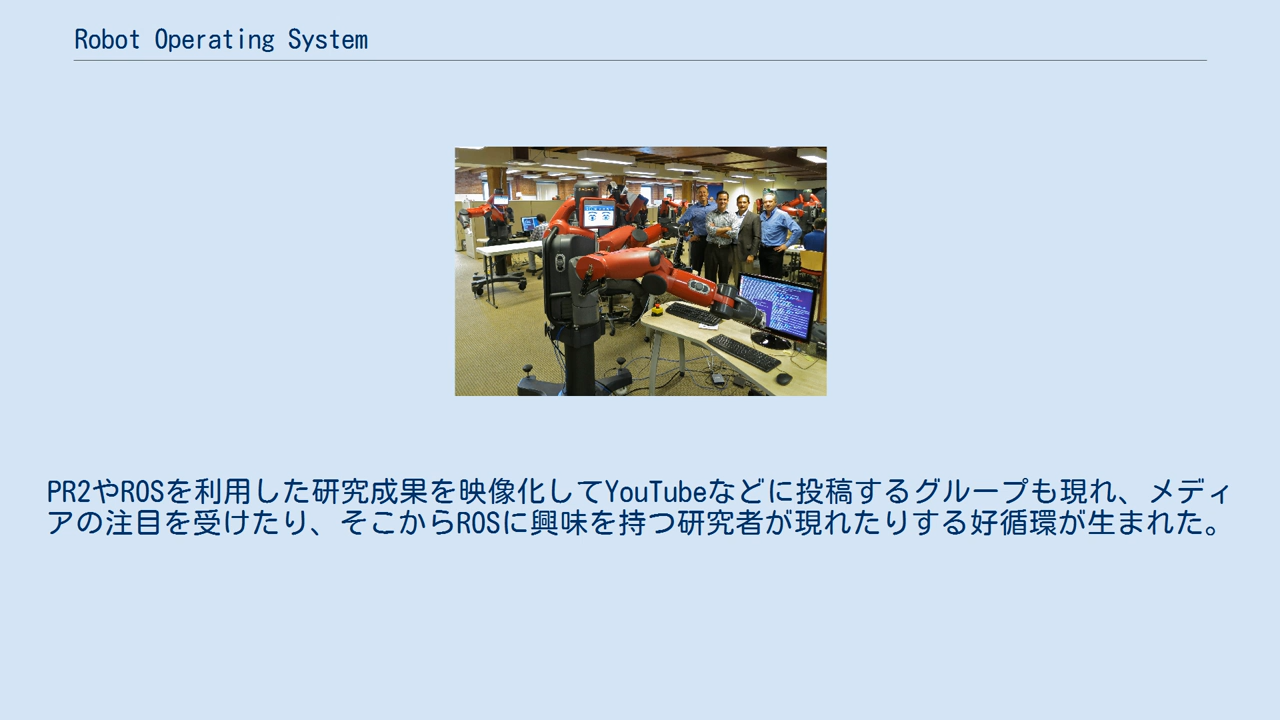 Robot Operating System
PR2やROSを利用した研究成果を映像化してYouTubeなどに投稿するグループも現れ、メディ
アの注目を受けたり、そこからROSに興味を持つ研究者が現れたりする好循環が生まれた。